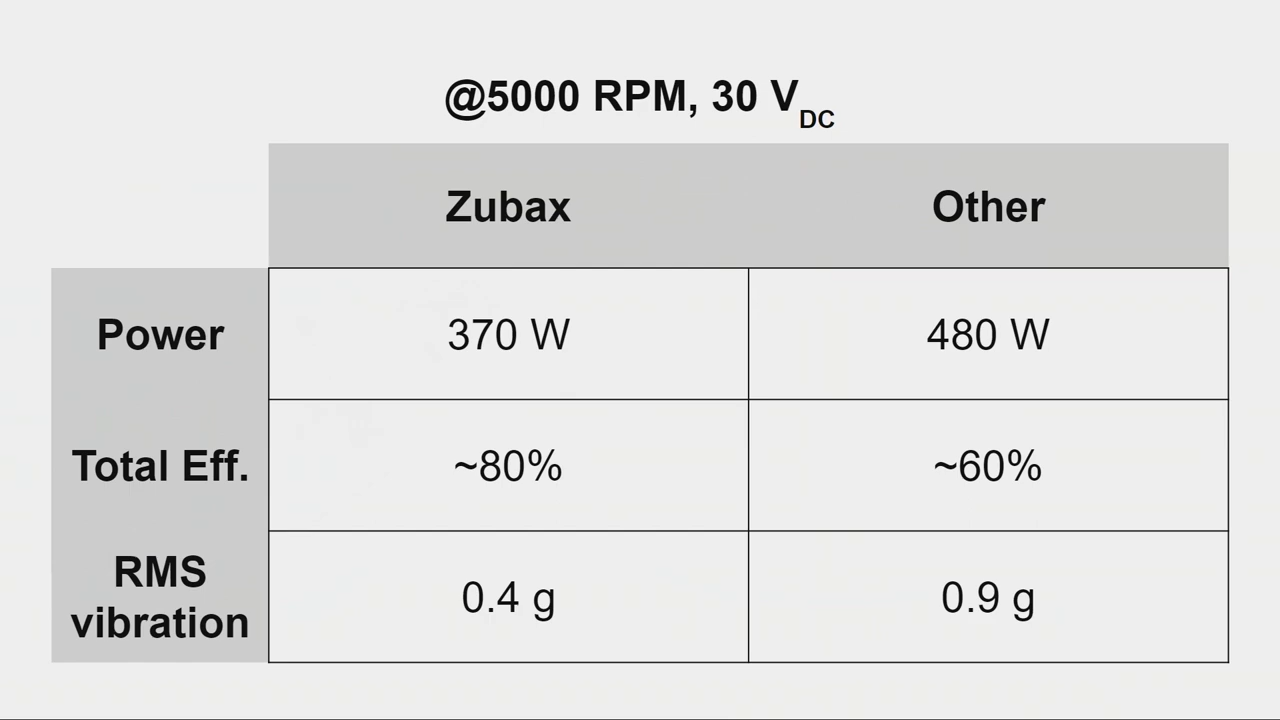 @5000 RPM, 30 VDC
Zubax Other
Power 370 W 480 W
Total Eff. ~80% ~60%
RMS
vibration 0.4 g 0.9 g